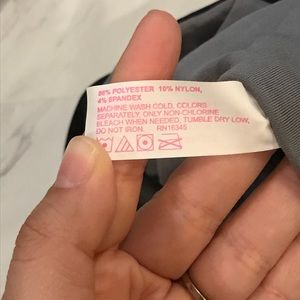 86% POLYESTER 10% NYLON,
4% SPANDEX
MACHINE WASH COLD, COLORS
SEPARATELY, ONLY NON-CHLORINE
BLEACH WHEN NEEDED, TUMBLE DRY LOW,
DO NOT IRON. RN16345